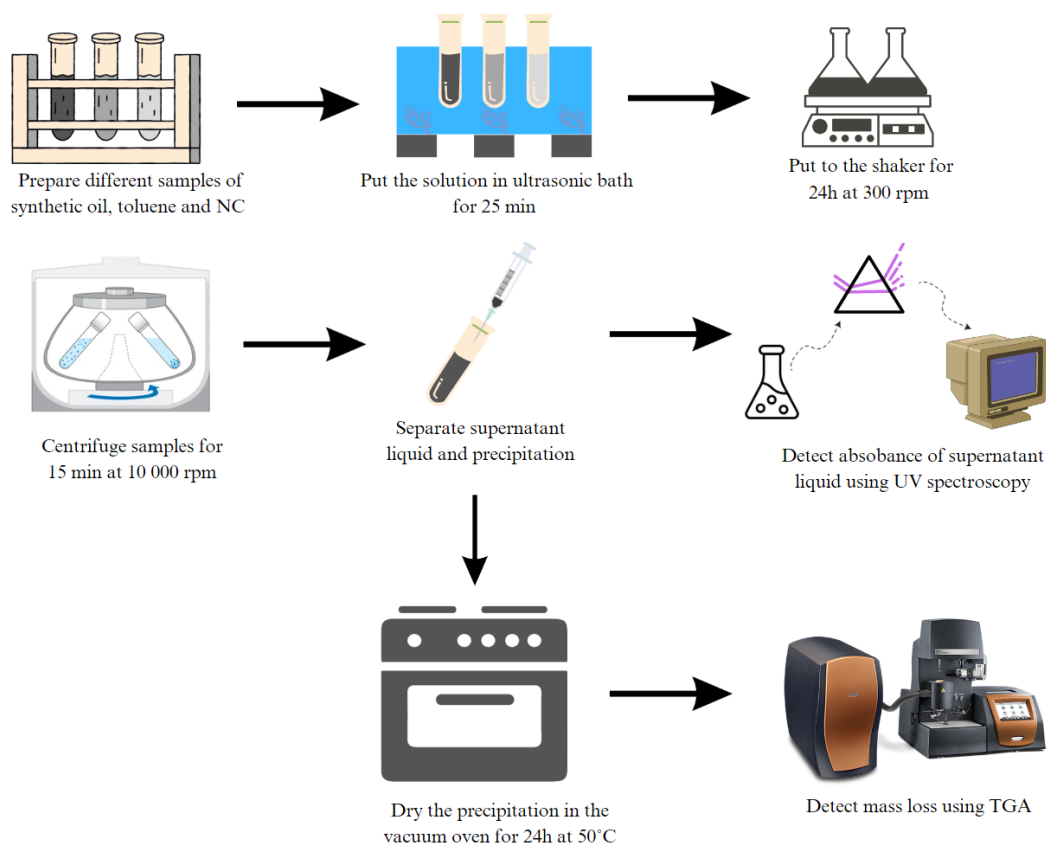 Prepare different samples of
synthetic oil, toluene and NC
Put the solution in ultrasonic bath
for 25 min
Put to the shaker for
24h at 300 rpm
Centrifuge samples for
15 min at 10 000 rpm
Separate supernatant
liquid and precipitation
Detect absobance of supernatant
liquid using UV spectroscopy
Dry the precipitation in the
vacuum oven for 24h at 50˚C
Detect mass loss using TGA